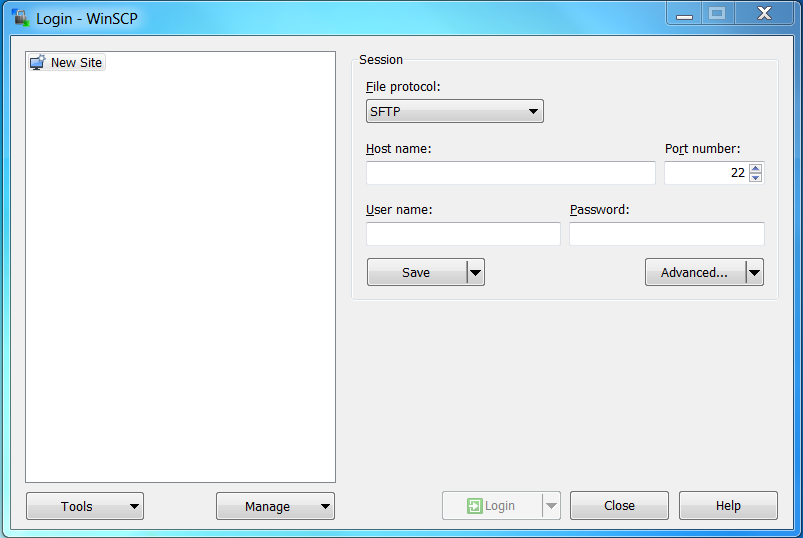 Login - WinSCP
New Site
Session
File protocol:
SFTP
Host name:
Port number:
22
User name:
Password:
Save
Advanced...
Tools
Manage
Login
Close
Help